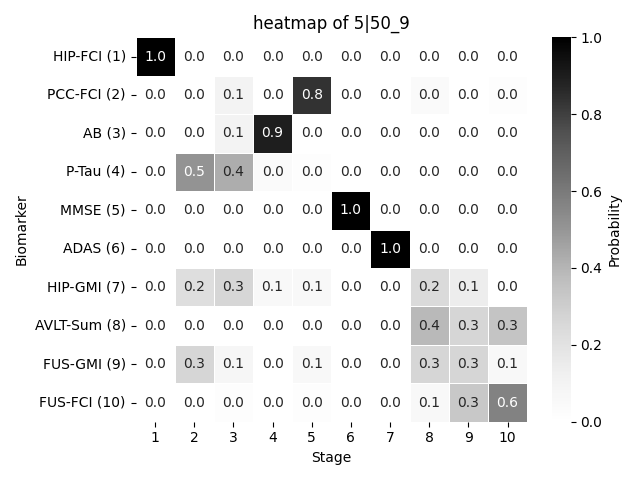 heatmap of 5|50_9
HIP-FCI (1) 1.0 0.0 0.0 0.0 0.0 0.0 0.0 0.0 0.0 0.0
PCC-FCI (2) 0.0 0.0 0.1 0.0 0.8 0.0 0.0 0.0 0.0 0.0
AB (3) 0.0 0.0 0.1 0.9 0.0 0.0 0.0 0.0 0.0 0.0
P-Tau (4) 0.0 0.5 0.4 0.0 0.0 0.0 0.0 0.0 0.0 0.0
MMSE (5) 0.0 0.0 0.0 0.0 0.0 1.0 0.0 0.0 0.0 0.0
ADAS (6) 0.0 0.0 0.0 0.0 0.0 0.0 1.0 0.0 0.0 0.0
HIP-GMI (7) 0.0 0.2 0.3 0.1 0.1 0.0 0.0 0.2 0.1 0.0
AVLT-Sum (8) 0.0 0.0 0.0 0.0 0.0 0.0 0.0 0.4 0.3 0.3
FUS-GMI (9) 0.0 0.3 0.1 0.0 0.1 0.0 0.0 0.3 0.3 0.1
FUS-FCI (10) 0.0 0.0 0.0 0.0 0.0 0.0 0.0 0.1 0.3 0.6
1 2 3 4 5 6 7 8 9 10
Stage
Biomarker
1.0
0.8
0.6
0.4
0.2
0.0
Probability